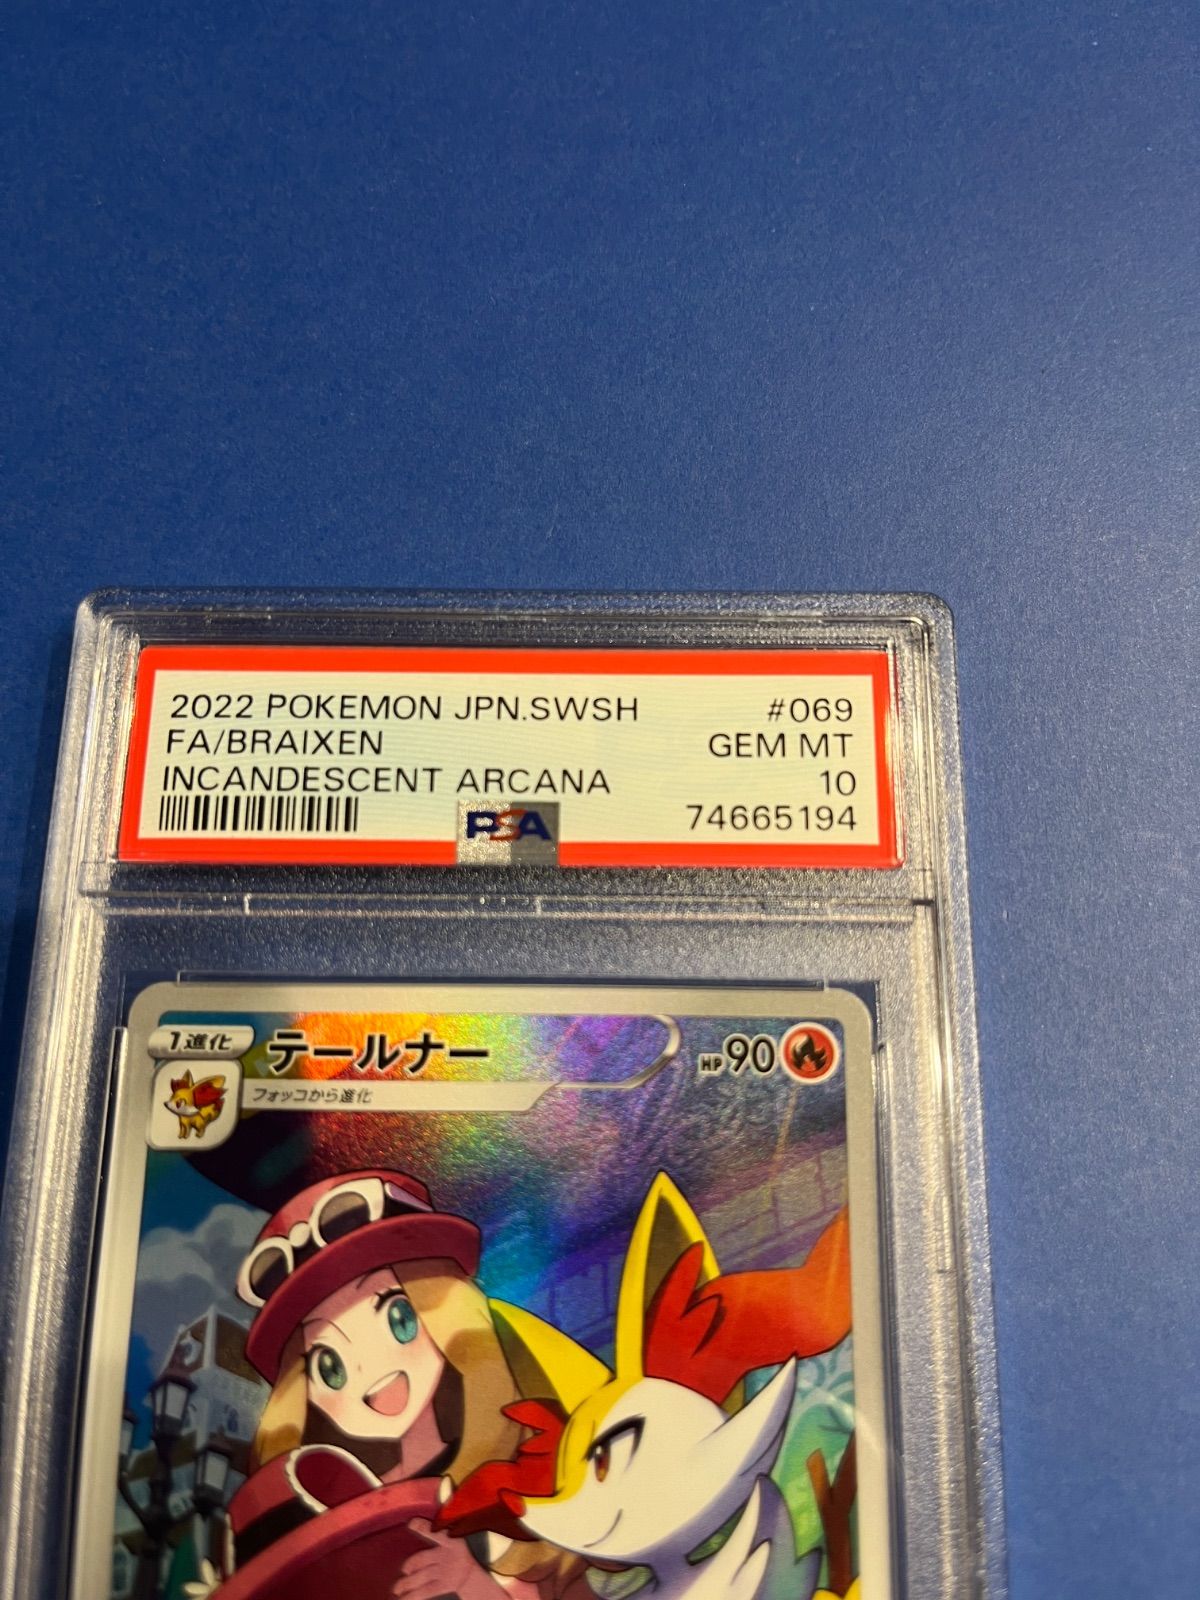 2022 POKEMON JPN.SWSH #069
FA/BRAIXEN GEM MT
INCANDESCENT ARCANA 10
PSA 74665194
1進化 テールナー HP90
フォッコから進化